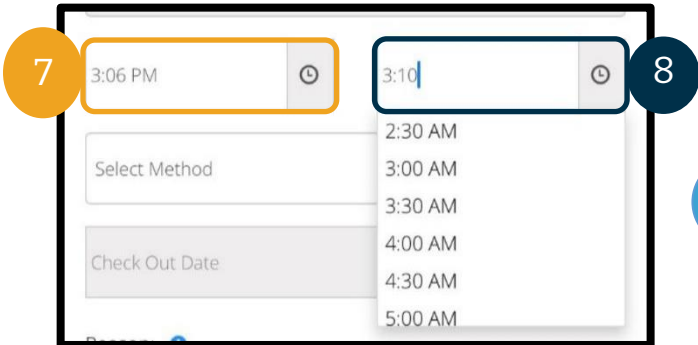 7
3:06 PM
3:10
8
2:30 AM
3:00 AM
Select Method
3:30 AM
4:00 AM
Check Out Date
4:30 AM
5:00 AM